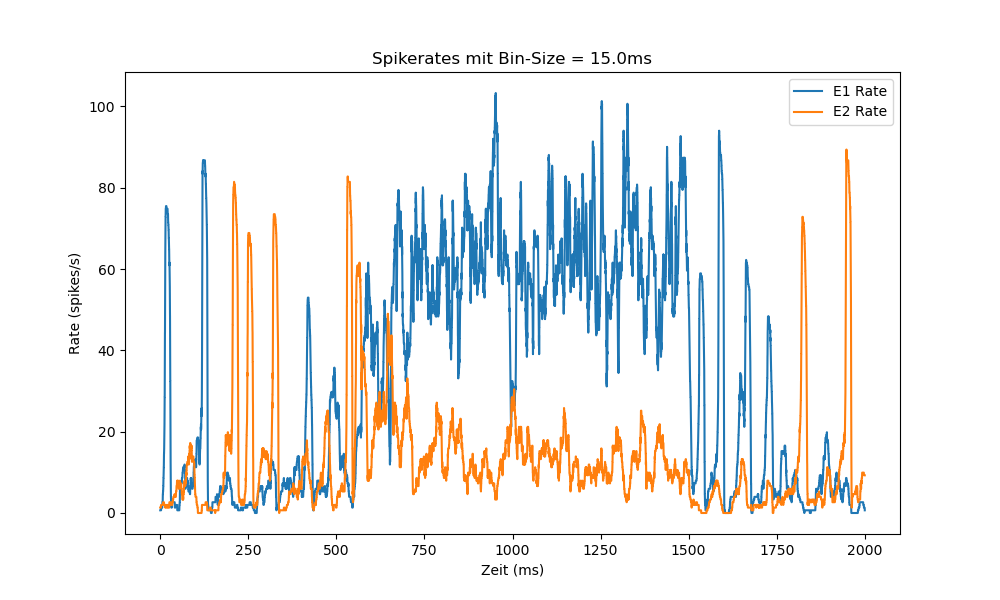 Spikerates mit Bin-Size = 15.0ms
E1 Rate
E2 Rate
Rate (spikes/s)
100
80
60
40
20
0
0 250 500 750 1000 1250 1500 1750 2000
Zeit (ms)